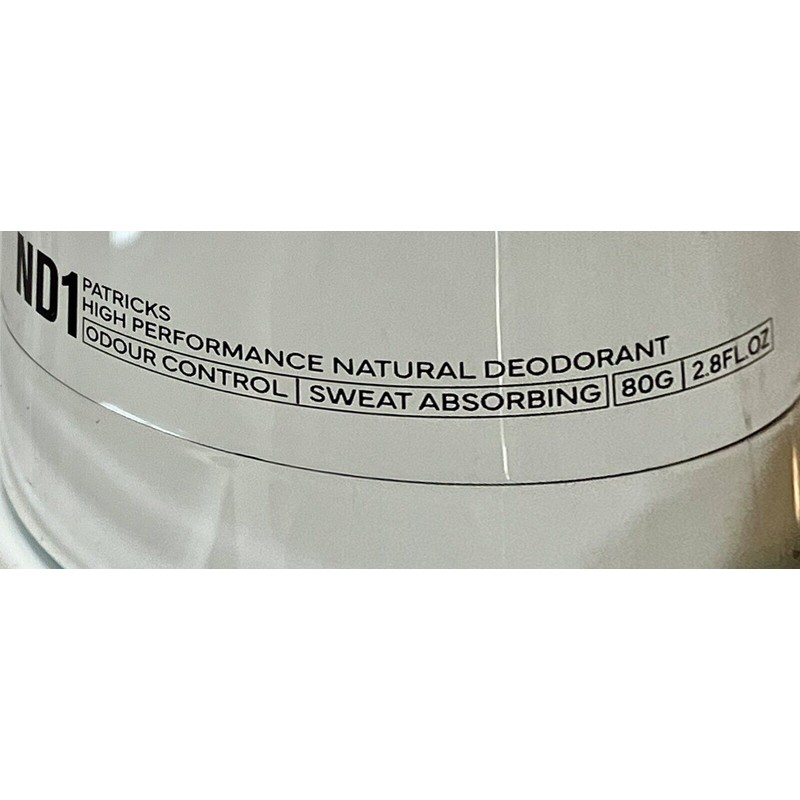 ND1
PATRICKS
HIGH PERFORMANCE NATURAL DEODORANT
ODOUR CONTROL | SWEAT ABSORBING | 80G | 2.8FL.OZ